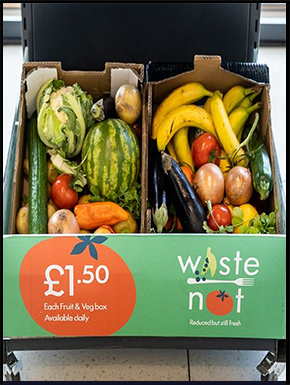 £1.50
Each Fruit & Veg box
Available daily
waste
not
Reduced but still fresh